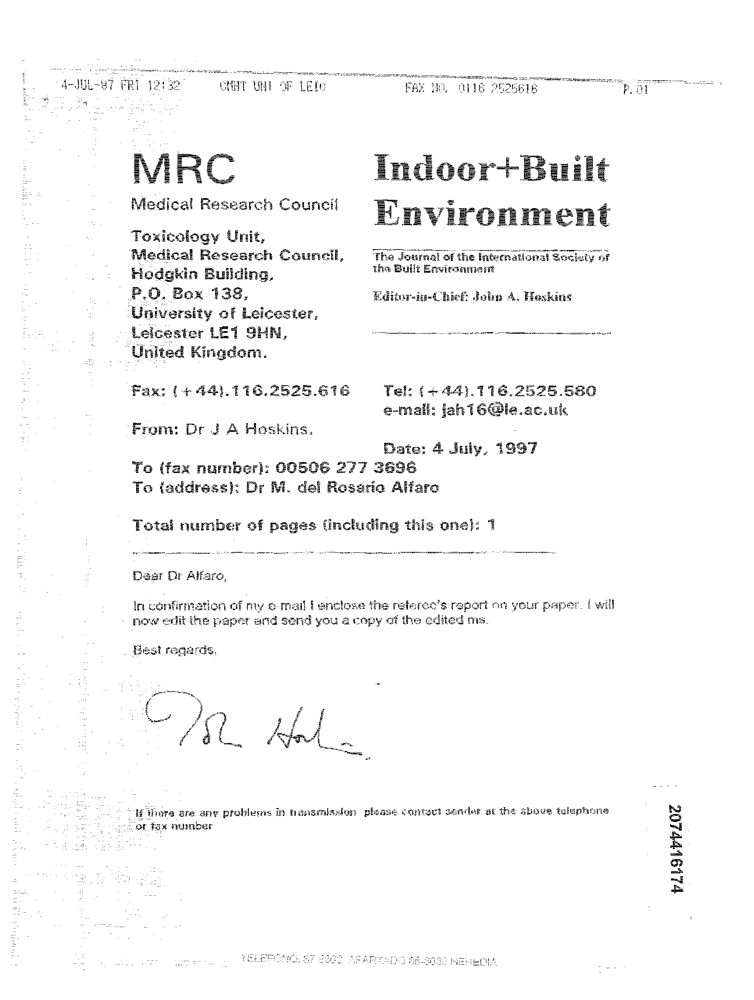 4-JUL-97 FRI 12:32 CMHT UNI OF LEIC FAX NO. 0116 2525616 P. 01
MRC
Medical Research Council
Toxicology Unit,
Medical Research Council,
Hodgkin Building,
P.O. Box 138,
University of Leicester,
Leicester LE1 9HN,
United Kingdom.
Indoor+Built
Environment
The Journal of the International Society of
the Built Environment
Editor-in-Chief: John A. Hoskins
Fax: (+44).116.2525.616
Tel: (+44).116.2525.580
e-mail: jah16@le.ac.uk
From: Dr J A Hoskins,
Date: 4 July, 1997
To (fax number): 00506 277 3696
To (address): Dr M. del Rosario Alfaro
Total number of pages (including this one): 1
Dear Dr Alfaro,
In confirmation of my e-mail I enclose the referee's report on your paper. I will
now edit the paper and send you a copy of the edited ms.
Best regards,
John
If there are any problems in transmission please contact sender at the above telephone
or fax number
2074416174
TELEFONO: APARTADO 86-3000 HEREDIA